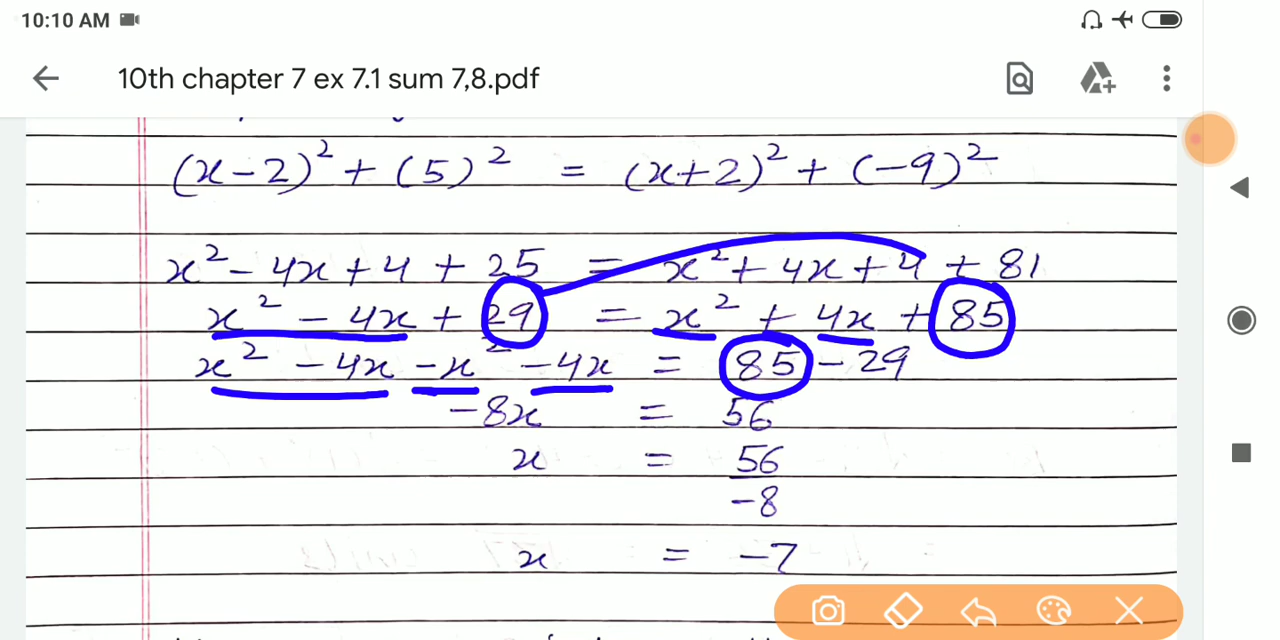 10:10 AM
10th chapter 7 ex 7.1 sum 7,8.pdf
(x-2)² + (5)² = (x+2)² + (-9)²
x² - 4x + 4 + 25 = x² + 4x + 4 + 81
x² - 4x + 29 = x² + 4x + 85
x² - 4x - x² - 4x = 85 - 29
-8x = 56
x = 56
-8
x = -7